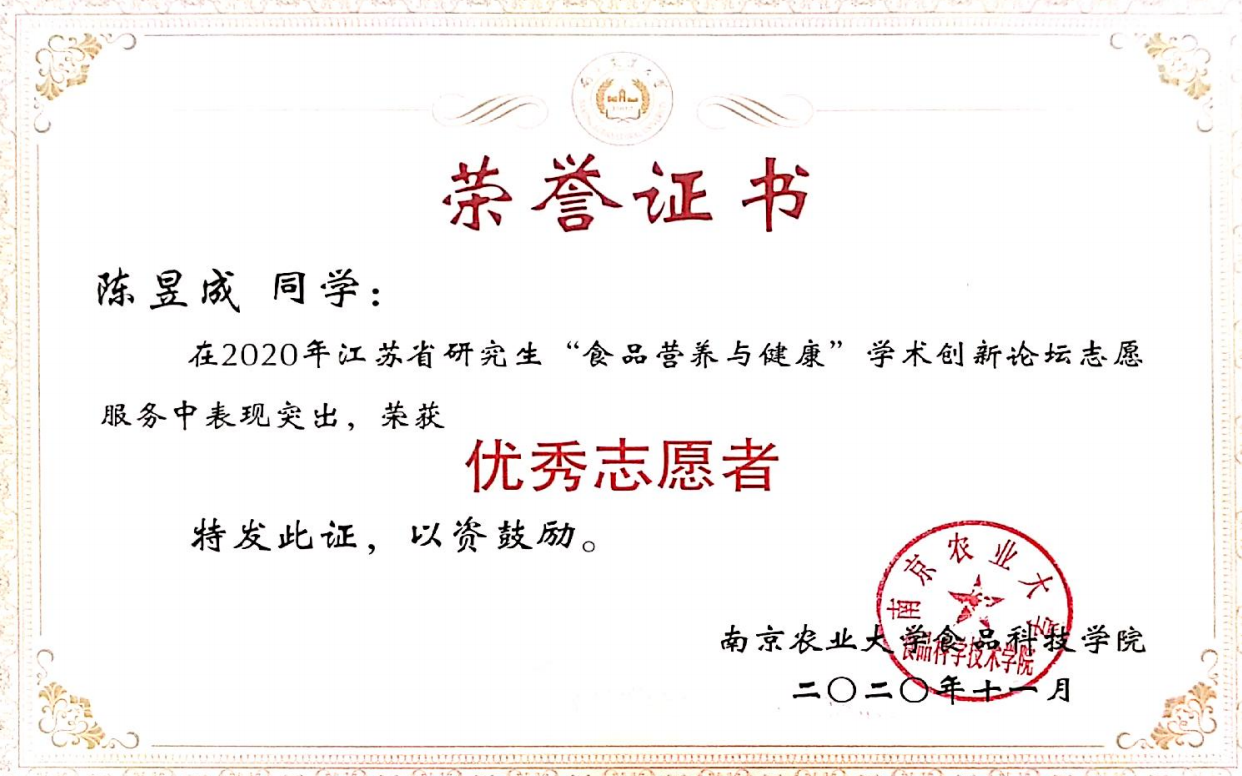 荣誉证书
陈昱成 同学：
在2020年江苏省研究生“食品营养与健康”学术创新论坛志愿
服务中表现突出，荣获
优秀志愿者
特发此证，以资鼓励。
南京农业大学
食品科学技术学院
南京农业大学食品科技学院
二〇二〇年十一月